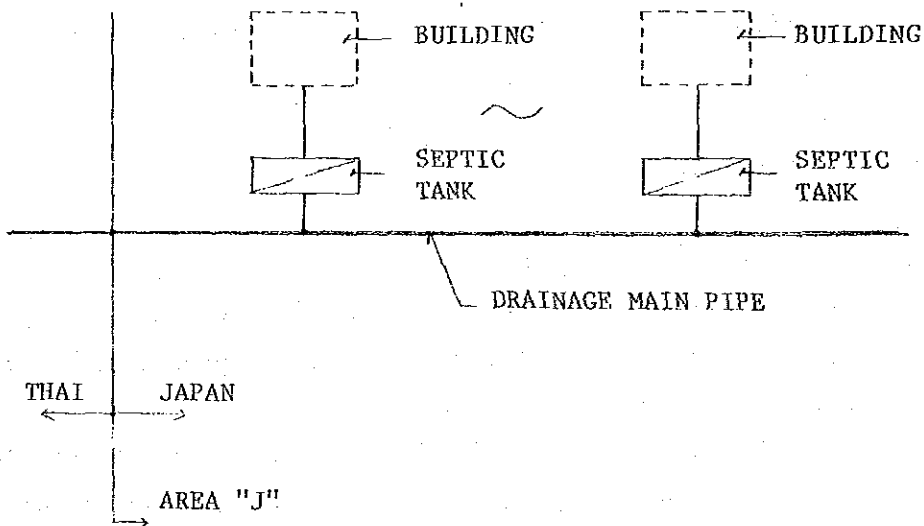 BUILDING
BUILDING
SEPTIC
TANK
SEPTIC
TANK
DRAINAGE MAIN PIPE
THAI
JAPAN
AREA "J"